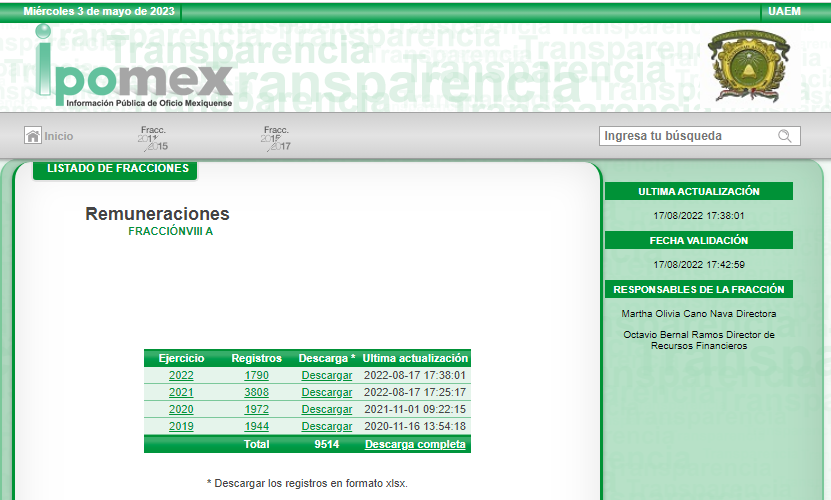 Miércoles 3 de mayo de 2023
UAEM
ipomex
Información Pública de Oficio Mexiquense
Transparencia
Inicio
Fracc.
Fracc.
Ingresa tu búsqueda
LISTADO DE FRACCIONES
Remuneraciones
FRACCIÓNVIII A
Ejercicio Registros Descarga * Ultima actualización
2022 1790 Descargar 2022-08-17 17:38:01
2021 3808 Descargar 2022-08-17 17:25:17
2020 1972 Descargar 2021-11-01 09:22:15
2019 1944 Descargar 2020-11-16 13:54:18
Total 9514 Descarga completa
* Descargar los registros en formato xlsx.
ULTIMA ACTUALIZACIÓN
17/08/2022 17:38:01
FECHA VALIDACIÓN
17/08/2022 17:42:59
RESPONSABLES DE LA FRACCIÓN
Martha Olivia Cano Nava Directora
Octavio Bernal Ramos Director de
Recursos Financieros